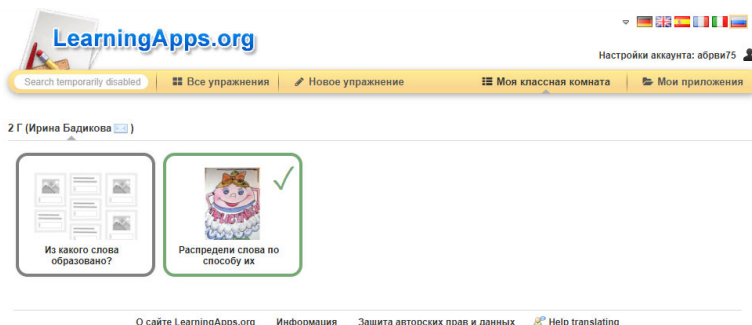 LearningApps.org
Настройки аккаунта: абрви75
Search temporarily disabled
Все упражнения
Новое упражнение
Моя классная комната
Мои приложения
2 Г (Ирина Бадикова )
Из какого слова
образовано?
Распредели слова по
способу их
О сайте LearningApps.org Информация Защита авторских прав и данных Help translating